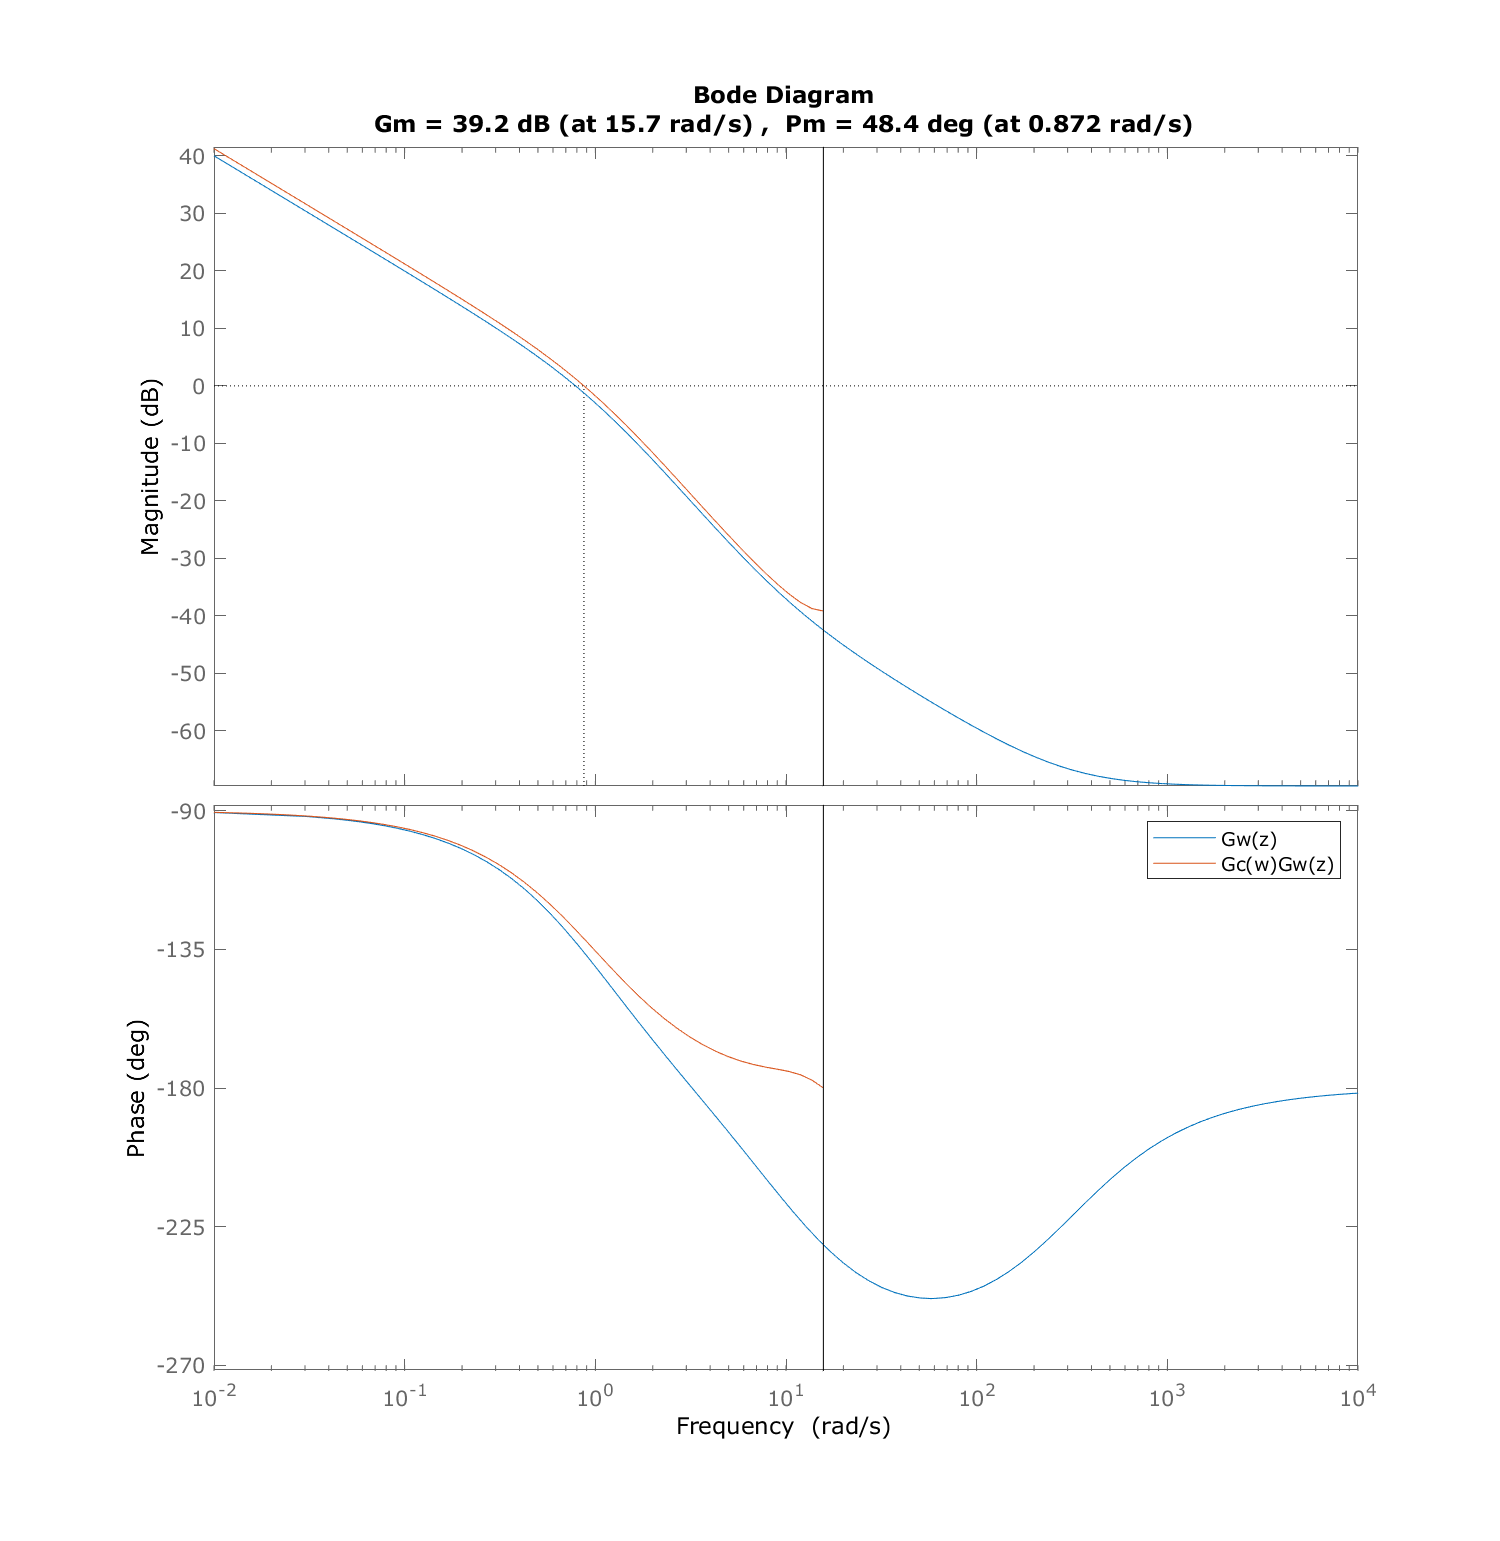 Bode Diagram
Gm = 39.2 dB (at 15.7 rad/s) ,  Pm = 48.4 deg (at 0.872 rad/s)
40
30
20
10
0
-10
-20
-30
-40
-50
-60
Magnitude (dB)
-90
-135
-180
-225
-270
Phase (deg)
Gw(z)
Gc(w)Gw(z)
10^-2 10^-1 10^0 10^1 10^2 10^3 10^4
Frequency  (rad/s)